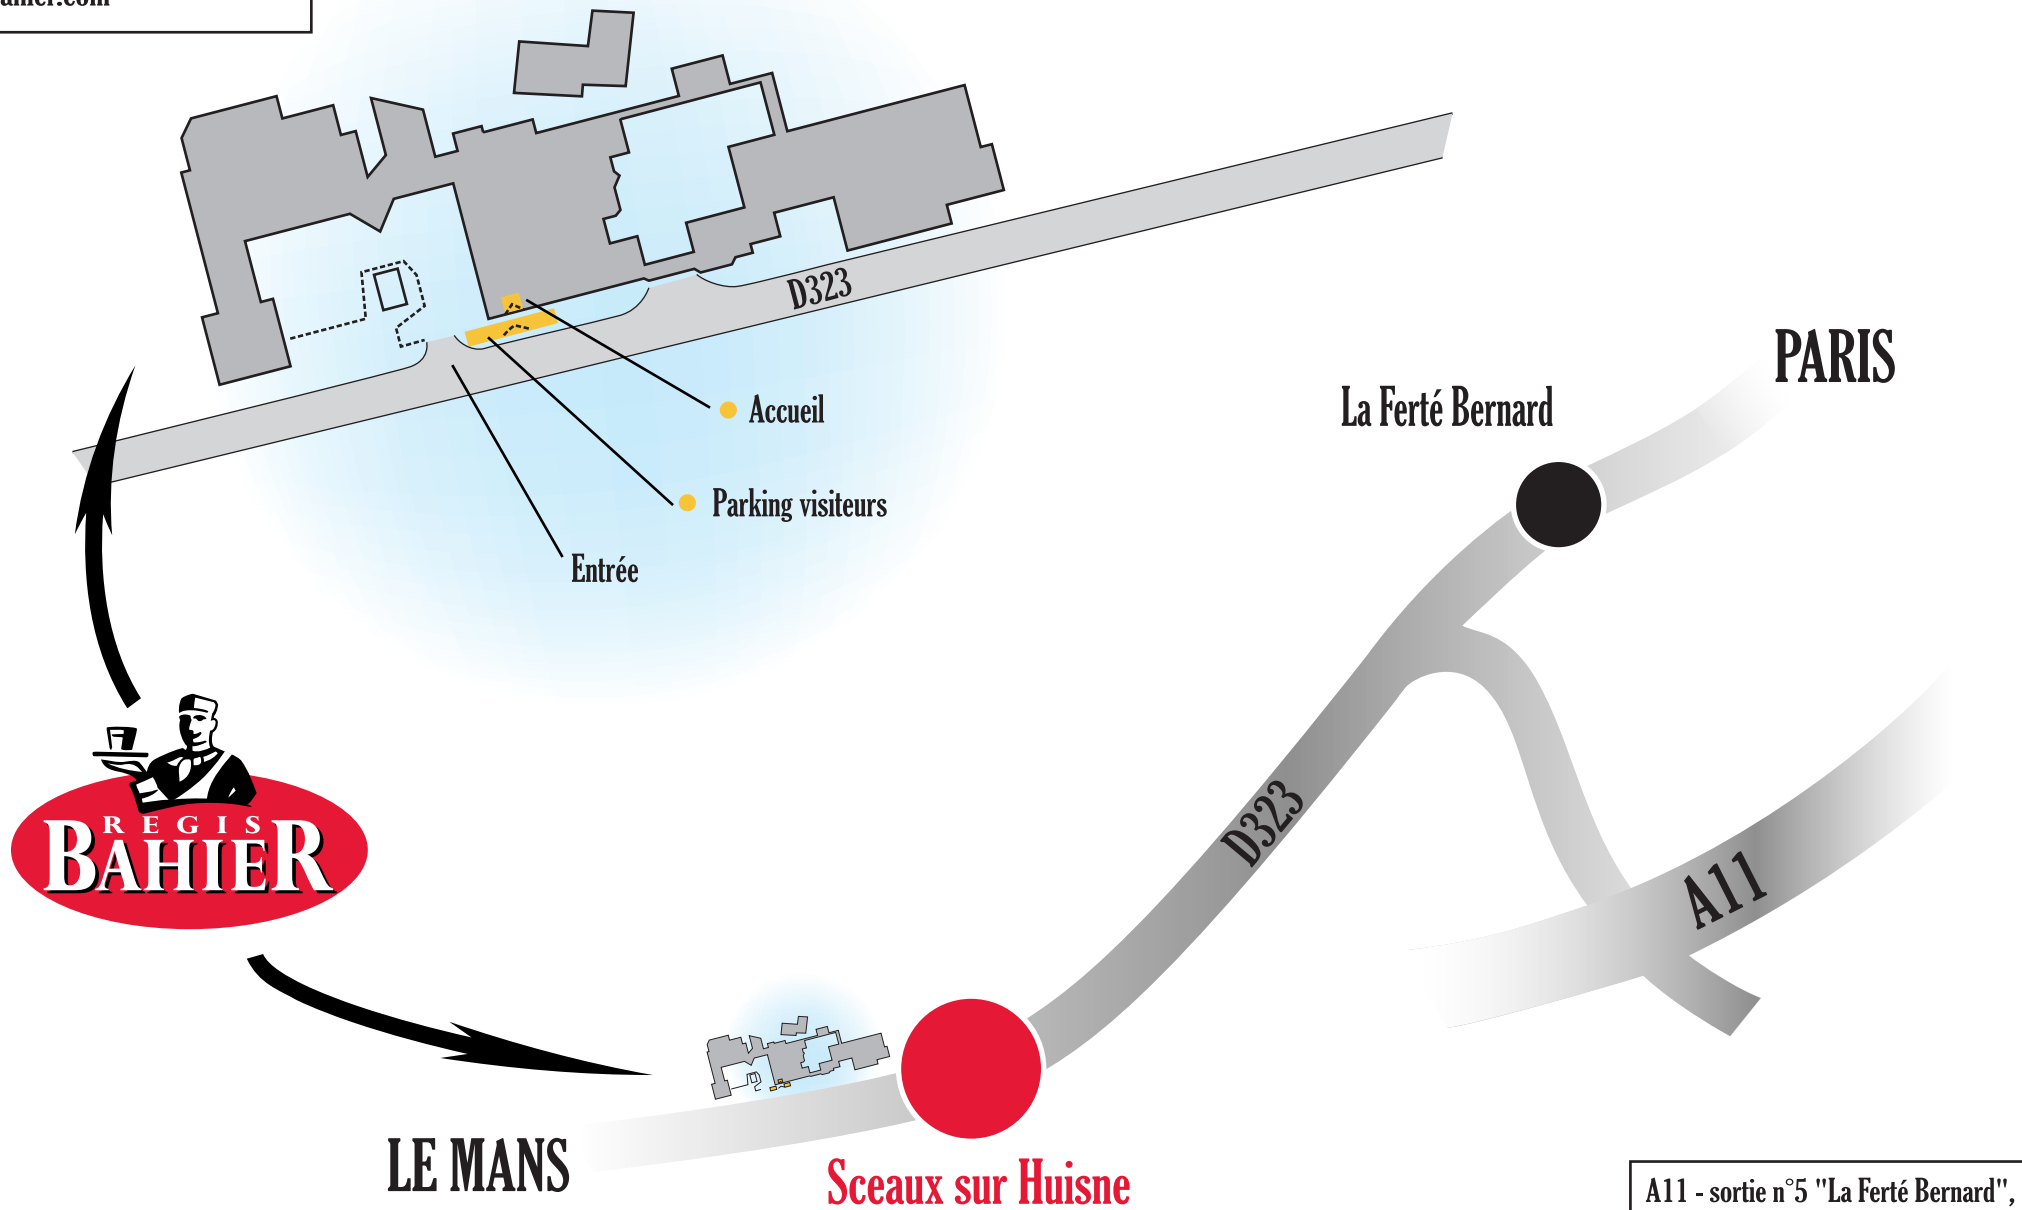 D323
Accueil
Parking visiteurs
Entrée
PARIS
La Ferté Bernard
D323
A11
REGIS
BAHIER
LE MANS
Sceaux sur Huisne
A11 - sortie n°5 "La Ferté Bernard",